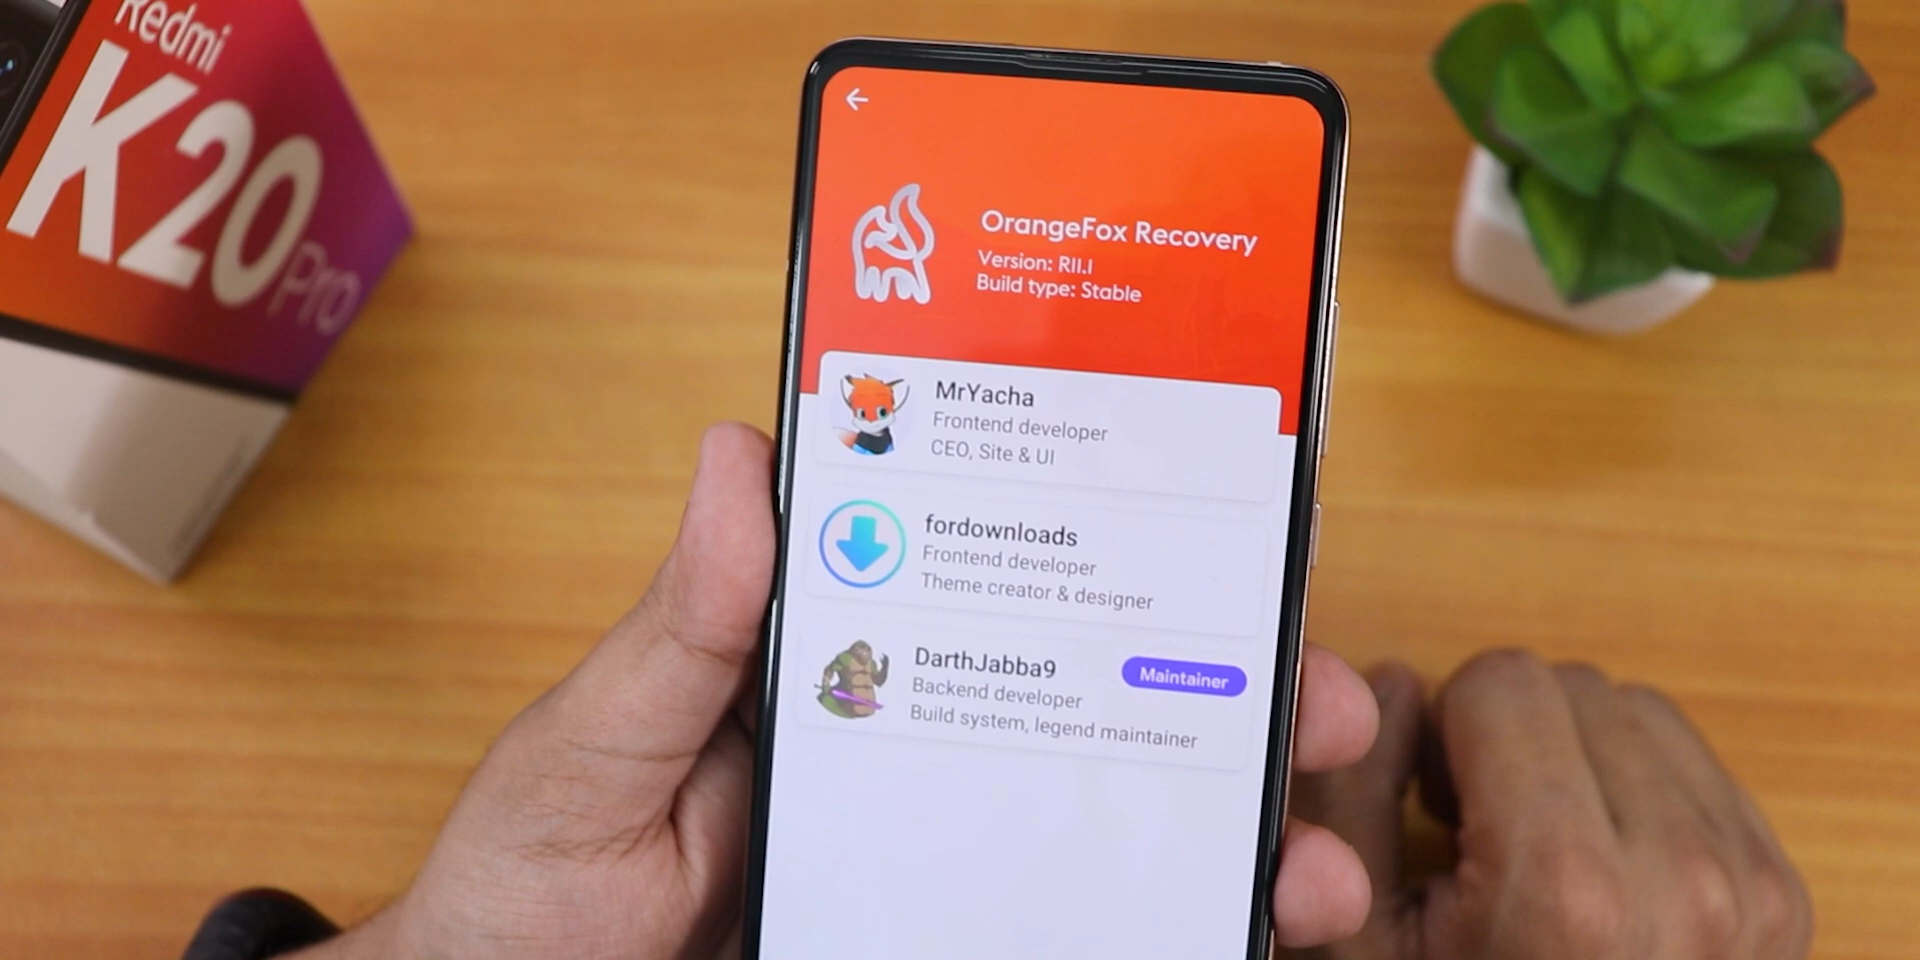 Redmi
K20
Pro
OrangeFox Recovery
Version: R11.1
Build type: Stable
MrYacha
Frontend developer
CEO, Site & UI
fordownloads
Frontend developer
Theme creator & designer
DarthJabba9
Maintainer
Backend developer
Build system, legend maintainer